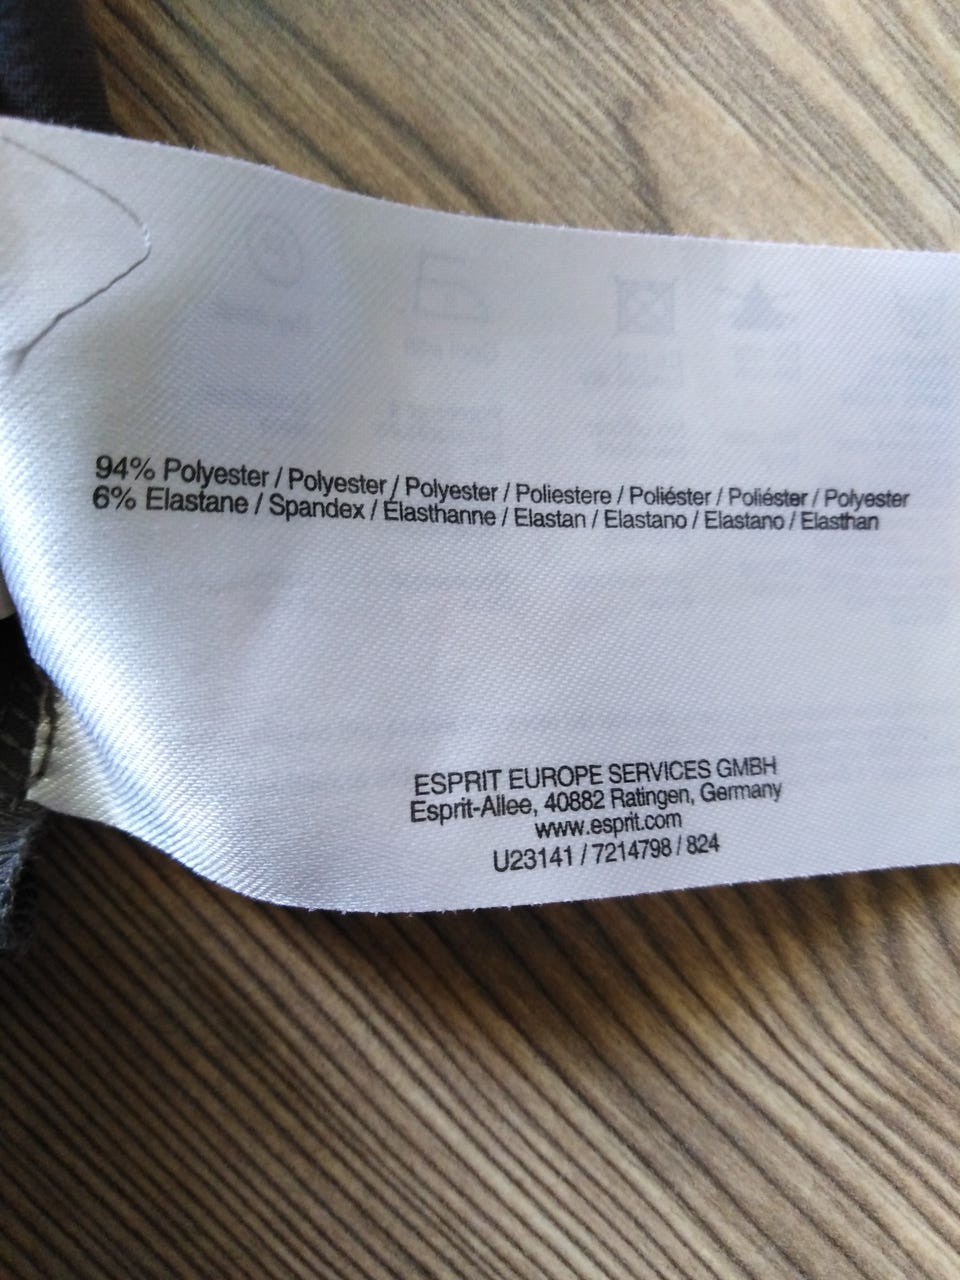 94% Polyester / Polyester / Polyester / Poliestere / Poliéster / Poliéster / Polyester
6% Elastane / Spandex / Elasthanne / Elastan / Elastano / Elastano / Elasthan
ESPRIT EUROPE SERVICES GMBH
Esprit-Allee, 40882 Ratingen, Germany
www.esprit.com
U23141 / 7214798 / 824